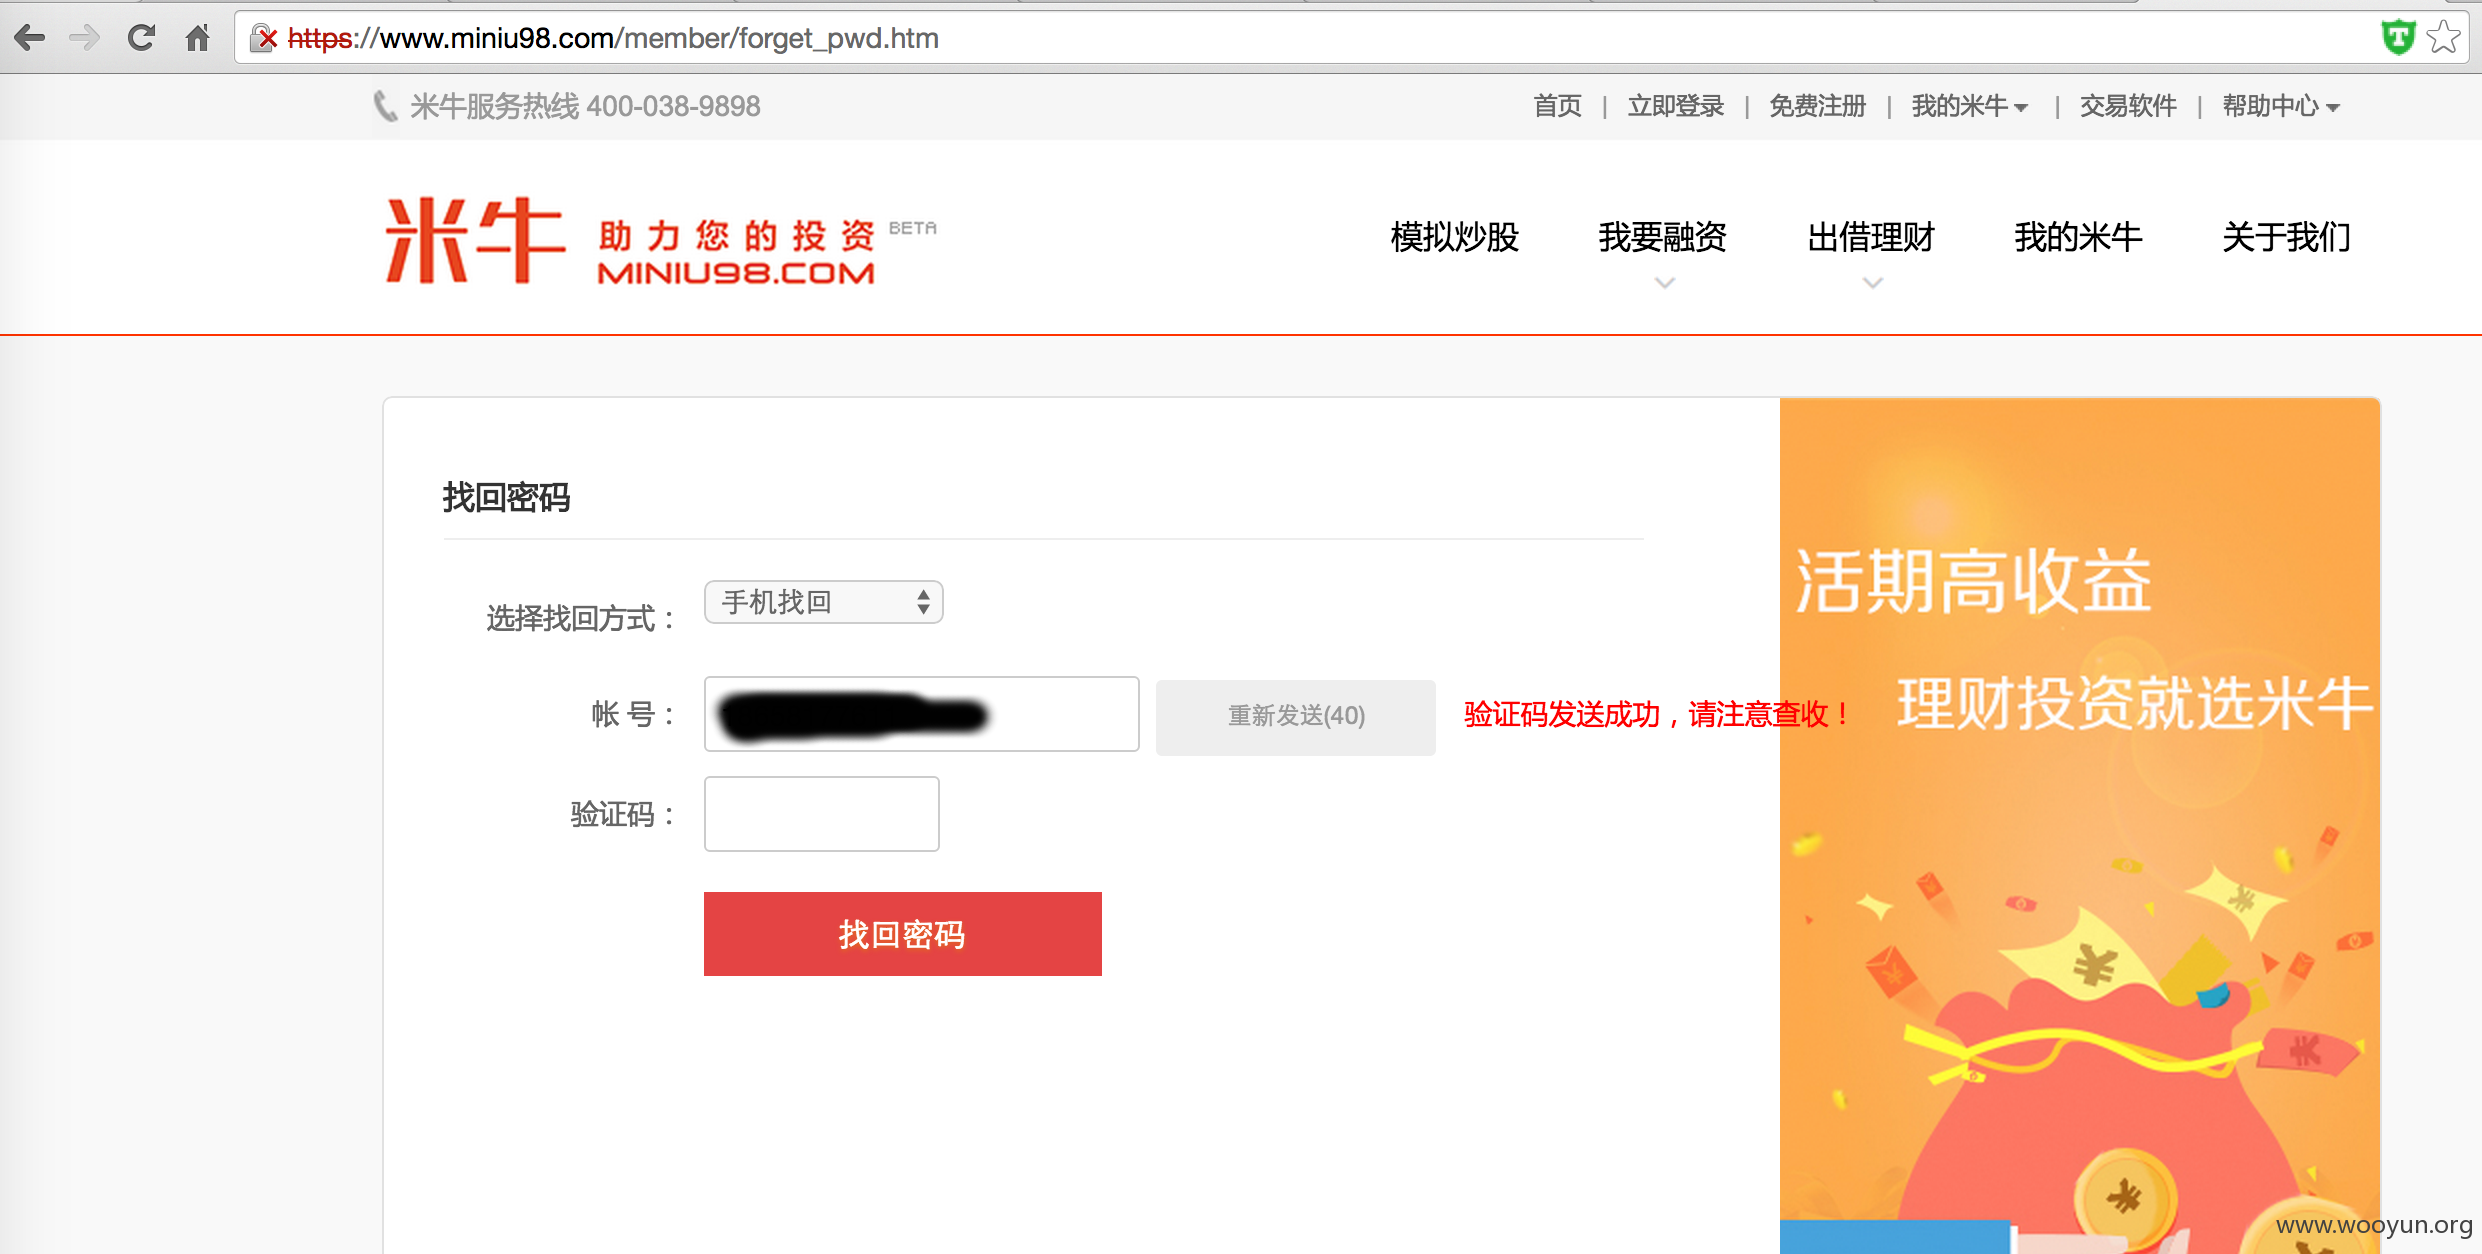 https://www.miniu98.com/member/forget_pwd.htm
米牛服务热线 400-038-9898
首页 | 立即登录 | 免费注册 | 我的米牛 | 交易软件 | 帮助中心
米牛 助力您的投资 BETA
MINIU98.COM
模拟炒股 我要融资 出借理财 我的米牛 关于我们
找回密码
选择找回方式： 手机找回
帐 号： 重新发送(40) 验证码发送成功，请注意查收！
验证码：
找回密码
活期高收益
理财投资就选米牛
www.wooyun.org